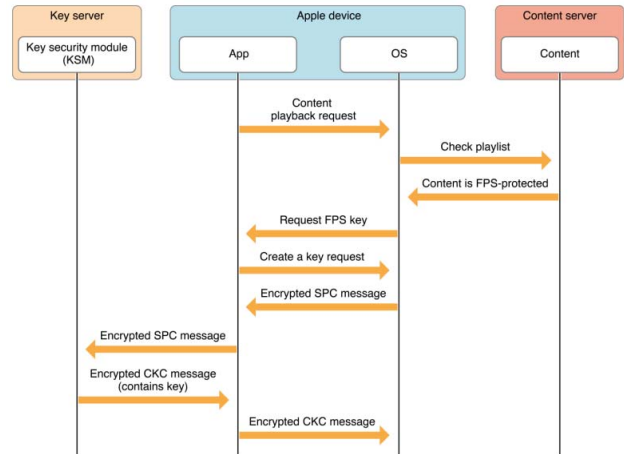 Key server
Apple device
Content server
Key security module
(KSM)
App
OS
Content
Content
playback request
Check playlist
Content is FPS-protected
Request FPS key
Create a key request
Encrypted SPC message
Encrypted SPC message
Encrypted CKC message
(contains key)
Encrypted CKC message